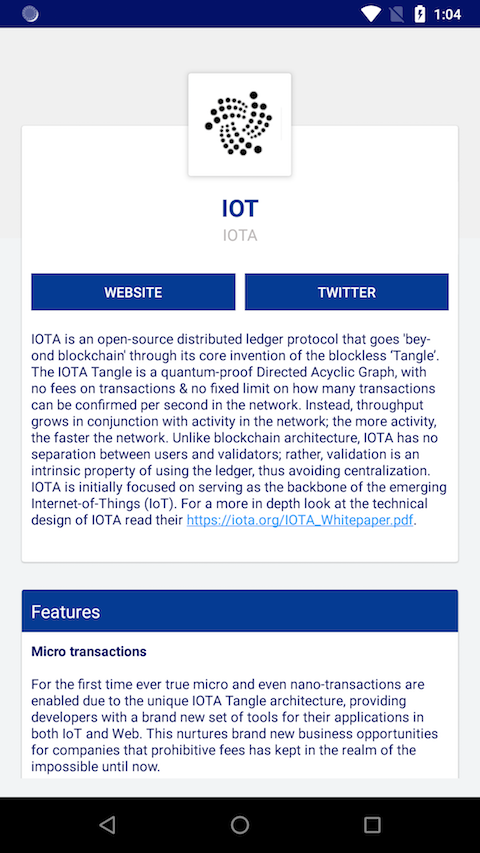 1:04
IOT
IOTA
WEBSITE
TWITTER
IOTA is an open-source distributed ledger protocol that goes 'bey-
ond blockchain' through its core invention of the blockless ‘Tangle’.
The IOTA Tangle is a quantum-proof Directed Acyclic Graph, with
no fees on transactions & no fixed limit on how many transactions
can be confirmed per second in the network. Instead, throughput
grows in conjunction with activity in the network; the more activity,
the faster the network. Unlike blockchain architecture, IOTA has no
separation between users and validators; rather, validation is an
intrinsic property of using the ledger, thus avoiding centralization.
IOTA is initially focused on serving as the backbone of the emerging
Internet-of-Things (IoT). For a more in depth look at the technical
design of IOTA read their https://iota.org/IOTA_Whitepaper.pdf.
Features
Micro transactions
For the first time ever true micro and even nano-transactions are
enabled due to the unique IOTA Tangle architecture, providing
developers with a brand new set of tools for their applications in
both IoT and Web. This nurtures brand new business opportunities
for companies that prohibitive fees has kept in the realm of the
impossible until now.